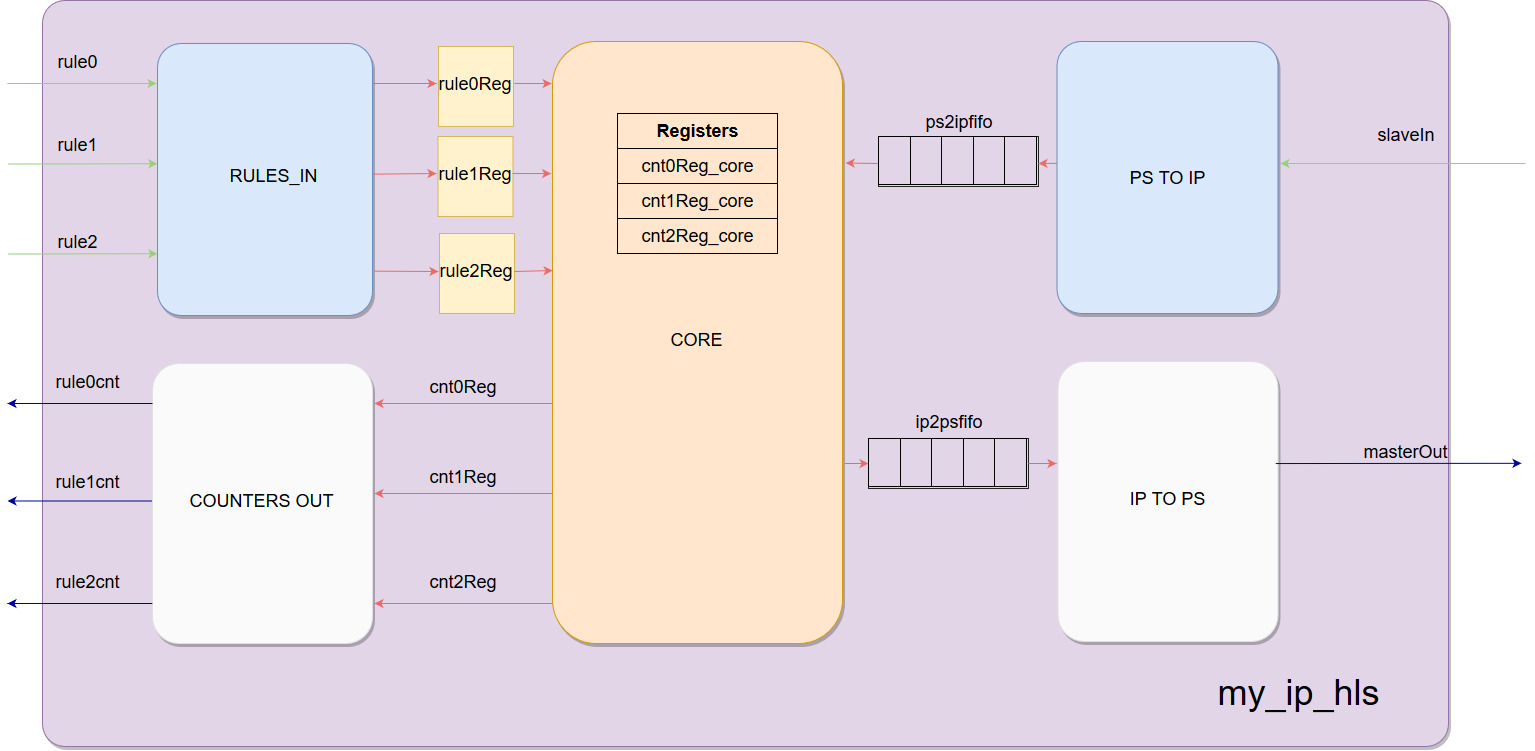 rule0
rule1
rule2
RULES_IN
rule0Reg
rule1Reg
rule2Reg
Registers
cnt0Reg_core
cnt1Reg_core
cnt2Reg_core
CORE
ps2ipfifo
PS TO IP
slaveIn
rule0cnt
rule1cnt
rule2cnt
COUNTERS OUT
cnt0Reg
cnt1Reg
cnt2Reg
ip2psfifo
IP TO PS
masterOut
my_ip_hls